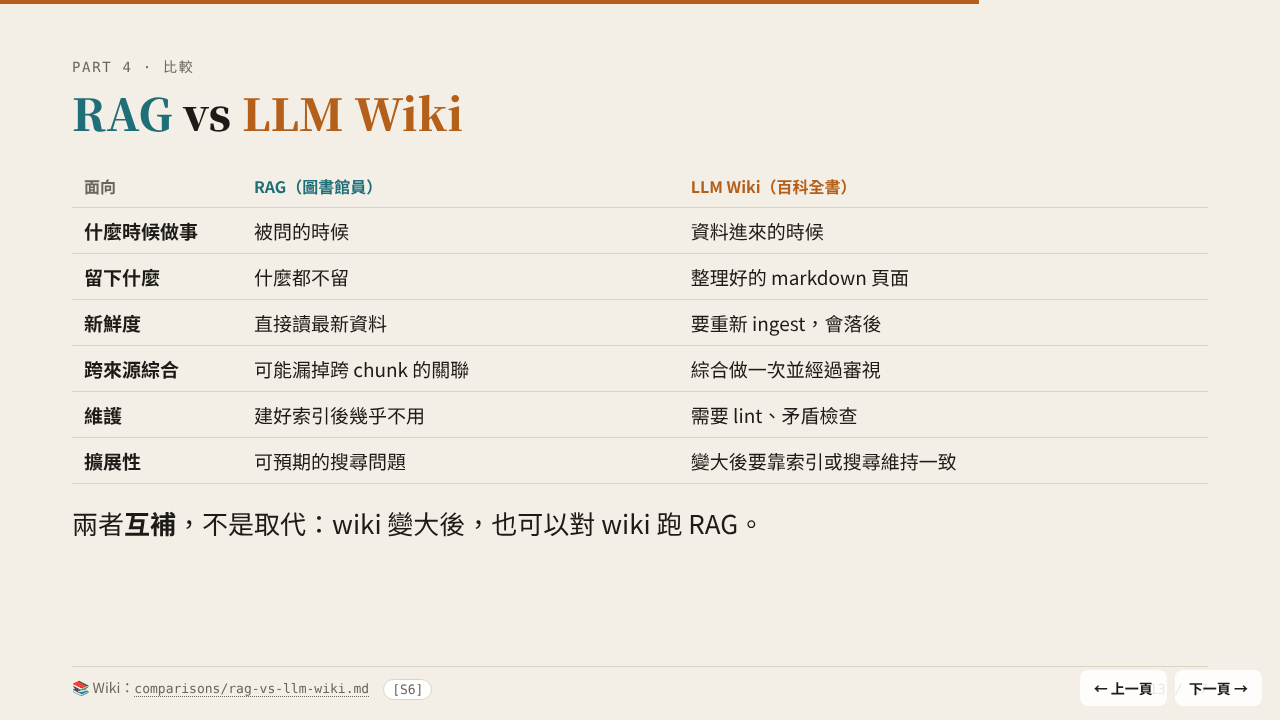 PART 4 · 比較
RAG vs LLM Wiki
面向 RAG（圖書館員） LLM Wiki（百科全書）
什麼時候做事 被問的時候 資料進來的時候
留下什麼 什麼都不留 整理好的 markdown 頁面
新鮮度 直接讀最新資料 要重新 ingest，會落後
跨來源綜合 可能漏掉跨 chunk 的關聯 綜合做一次並經過審視
維護 建好索引後幾乎不用 需要 lint、矛盾檢查
擴展性 可預期的搜尋問題 變大後要靠索引或搜尋維持一致
兩者互補，不是取代：wiki 變大後，也可以對 wiki 跑 RAG。
📚 Wiki：comparisons/rag-vs-llm-wiki.md [S6]
← 上一頁 下一頁 →